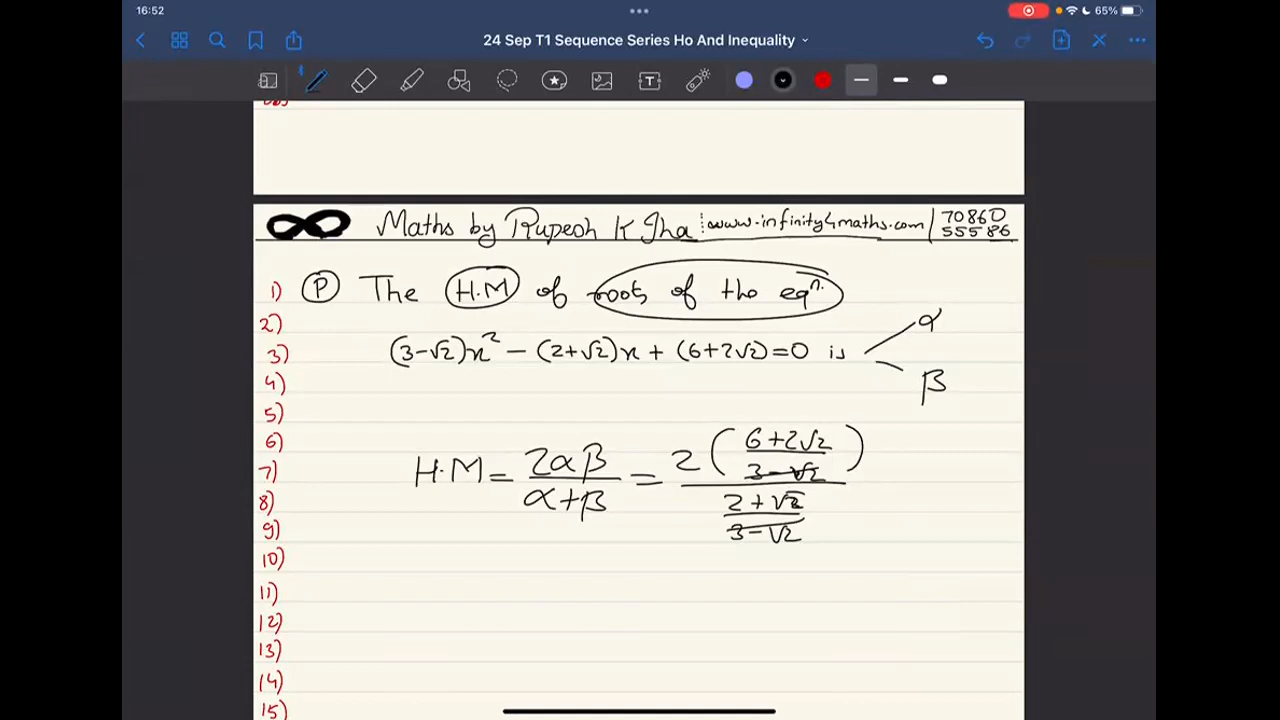 16:52
65%
24 Sep T1 Sequence Series Ho And Inequality
Maths by Rupesh K Jha www.infinity4maths.com / 70860 55586
1) (P) The H.M of roots of the eqⁿ.
2) α
3) (3-√2)x² - (2+√2)x + (6+2√2)=0 is
4) β
5)
6)
7) H.M = 2αβ / α+β = 2 ( 6+2√2 / 3-√2 ) / 2+√2 / 3-√2
8)
9)
10)
11)
12)
13)
14)
15)